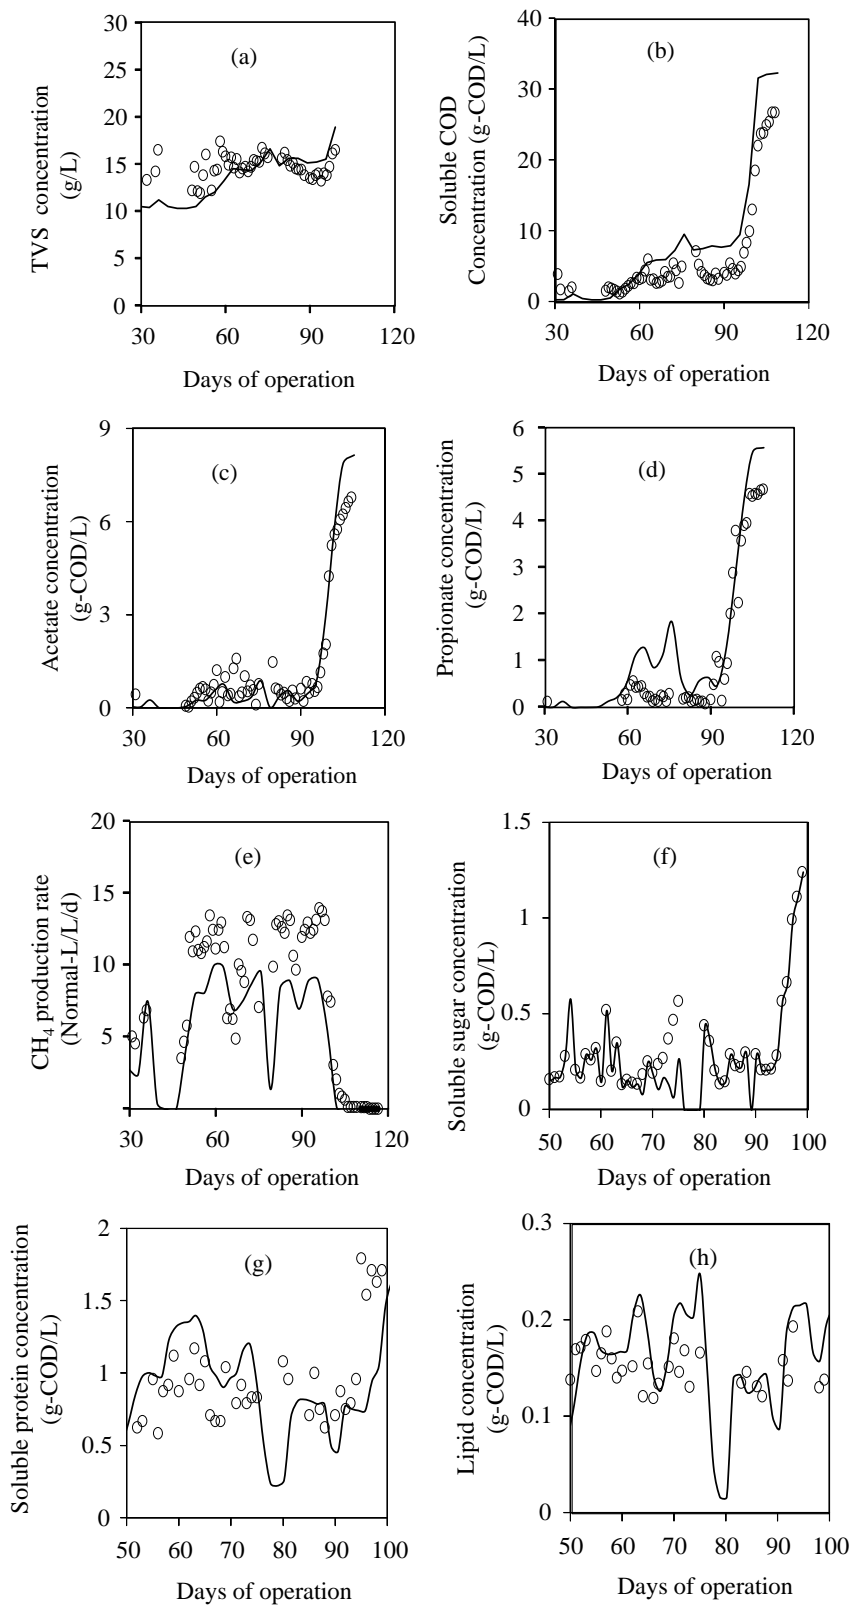 (a)
TVS concentration
(g/L)
30
25
20
15
10
5
0
30
60
90
120
Days of operation
(b)
Soluble COD
Concentration (g-COD/L)
40
30
20
10
0
30
60
90
120
Days of operation
(c)
Acetate concentration
(g-COD/L)
9
6
3
0
30
60
90
120
Days of operation
(d)
Propionate concentration
(g-COD/L)
6
5
4
3
2
1
0
30
60
90
120
Days of operation
(e)
CH4 production rate
(Normal-L/L/d)
20
15
10
5
30
60
90
120
Days of operation
(f)
Soluble sugar concentration
(g-COD/L)
1.5
1
0.5
0
50
60
70
80
90
100
Days of operation
(g)
Soluble protein concentration
(g-COD/L)
2
1.5
1
0.5
0
50
60
70
80
90
100
Days of operation
(h)
Lipid concentration
(g-COD/L)
0.3
0.2
0.1
0
50
60
70
80
90
100
Days of operation